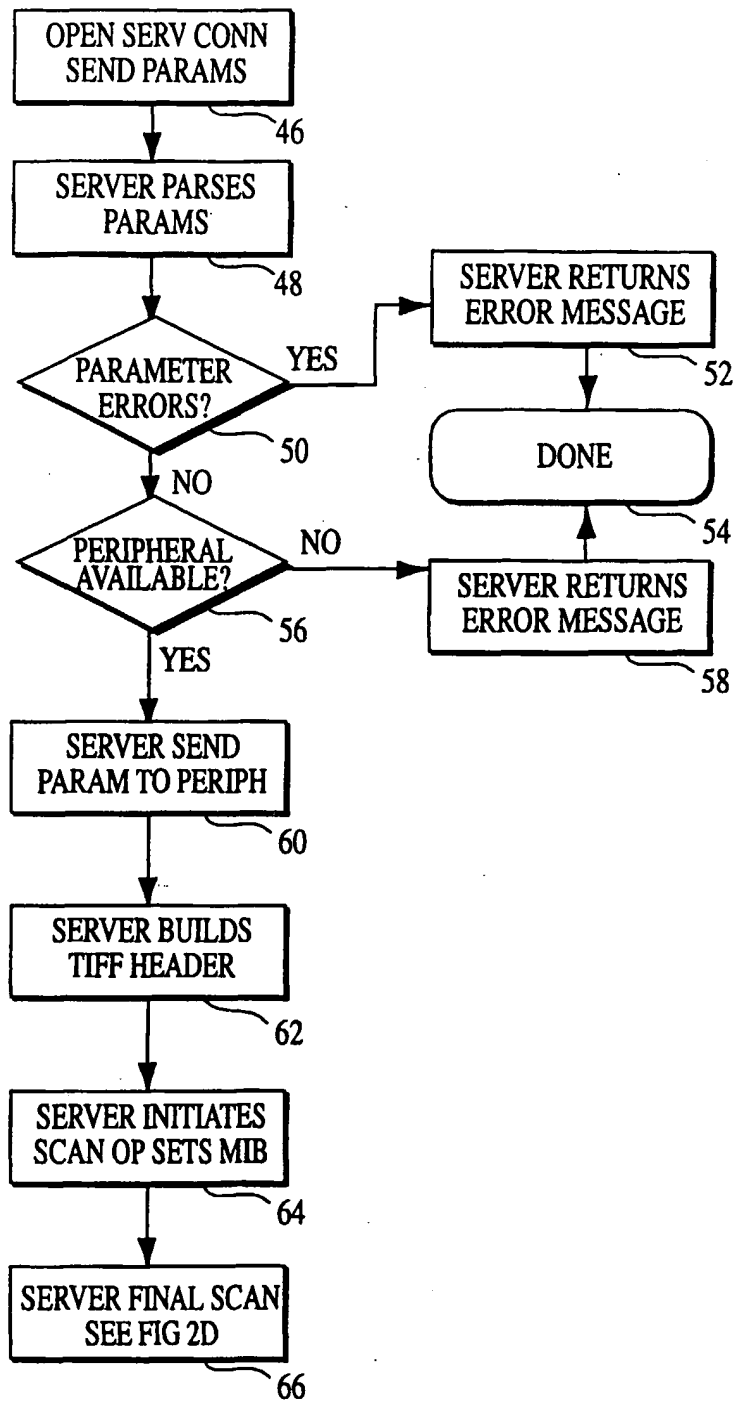 OPEN SERV CONN
SEND PARAMS
46
SERVER PARSES
PARAMS
48
PARAMETER
ERRORS?
50
YES
SERVER RETURNS
ERROR MESSAGE
52
DONE
54
NO
PERIPHERAL
AVAILABLE?
56
NO
SERVER RETURNS
ERROR MESSAGE
58
YES
SERVER SEND
PARAM TO PERIPH
60
SERVER BUILDS
TIFF HEADER
62
SERVER INITIATES
SCAN OP SETS MIB
64
SERVER FINAL SCAN
SEE FIG 2D
66